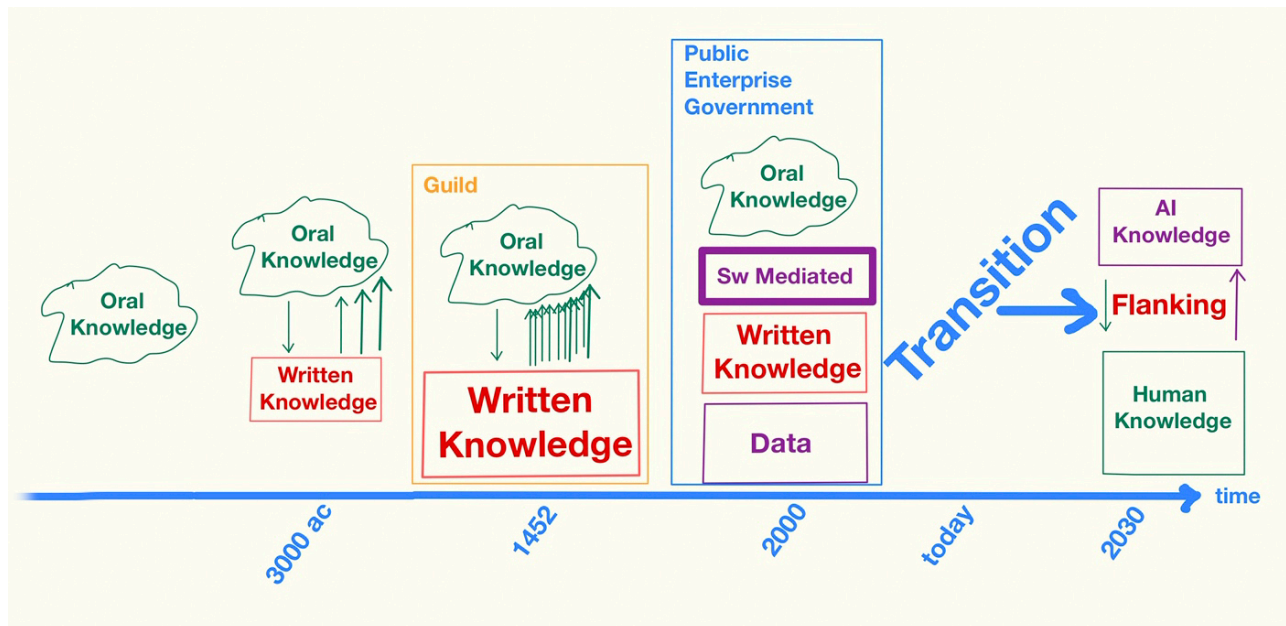 Oral
Knowledge
Oral
Knowledge
Written
Knowledge
Guild
Oral
Knowledge
Written
Knowledge
Public
Enterprise
Government
Oral
Knowledge
Sw Mediated
Written
Knowledge
Data
Transition
AI
Knowledge
Flanking
Human
Knowledge
time
3000 ac
1452
2000
today
2030